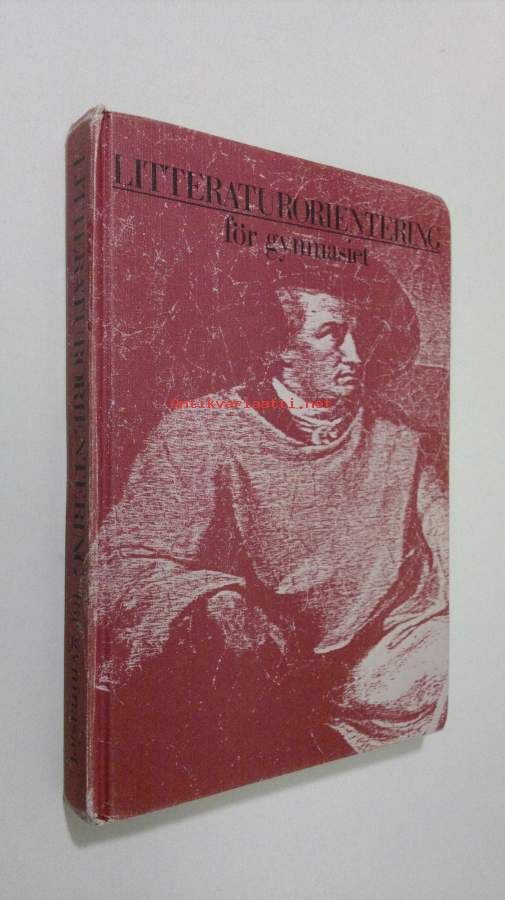 LITTERATURORIENTERING
för gymnasiet
antikvariaatti.net
LITTERATURORIENTERING för gymnasiet